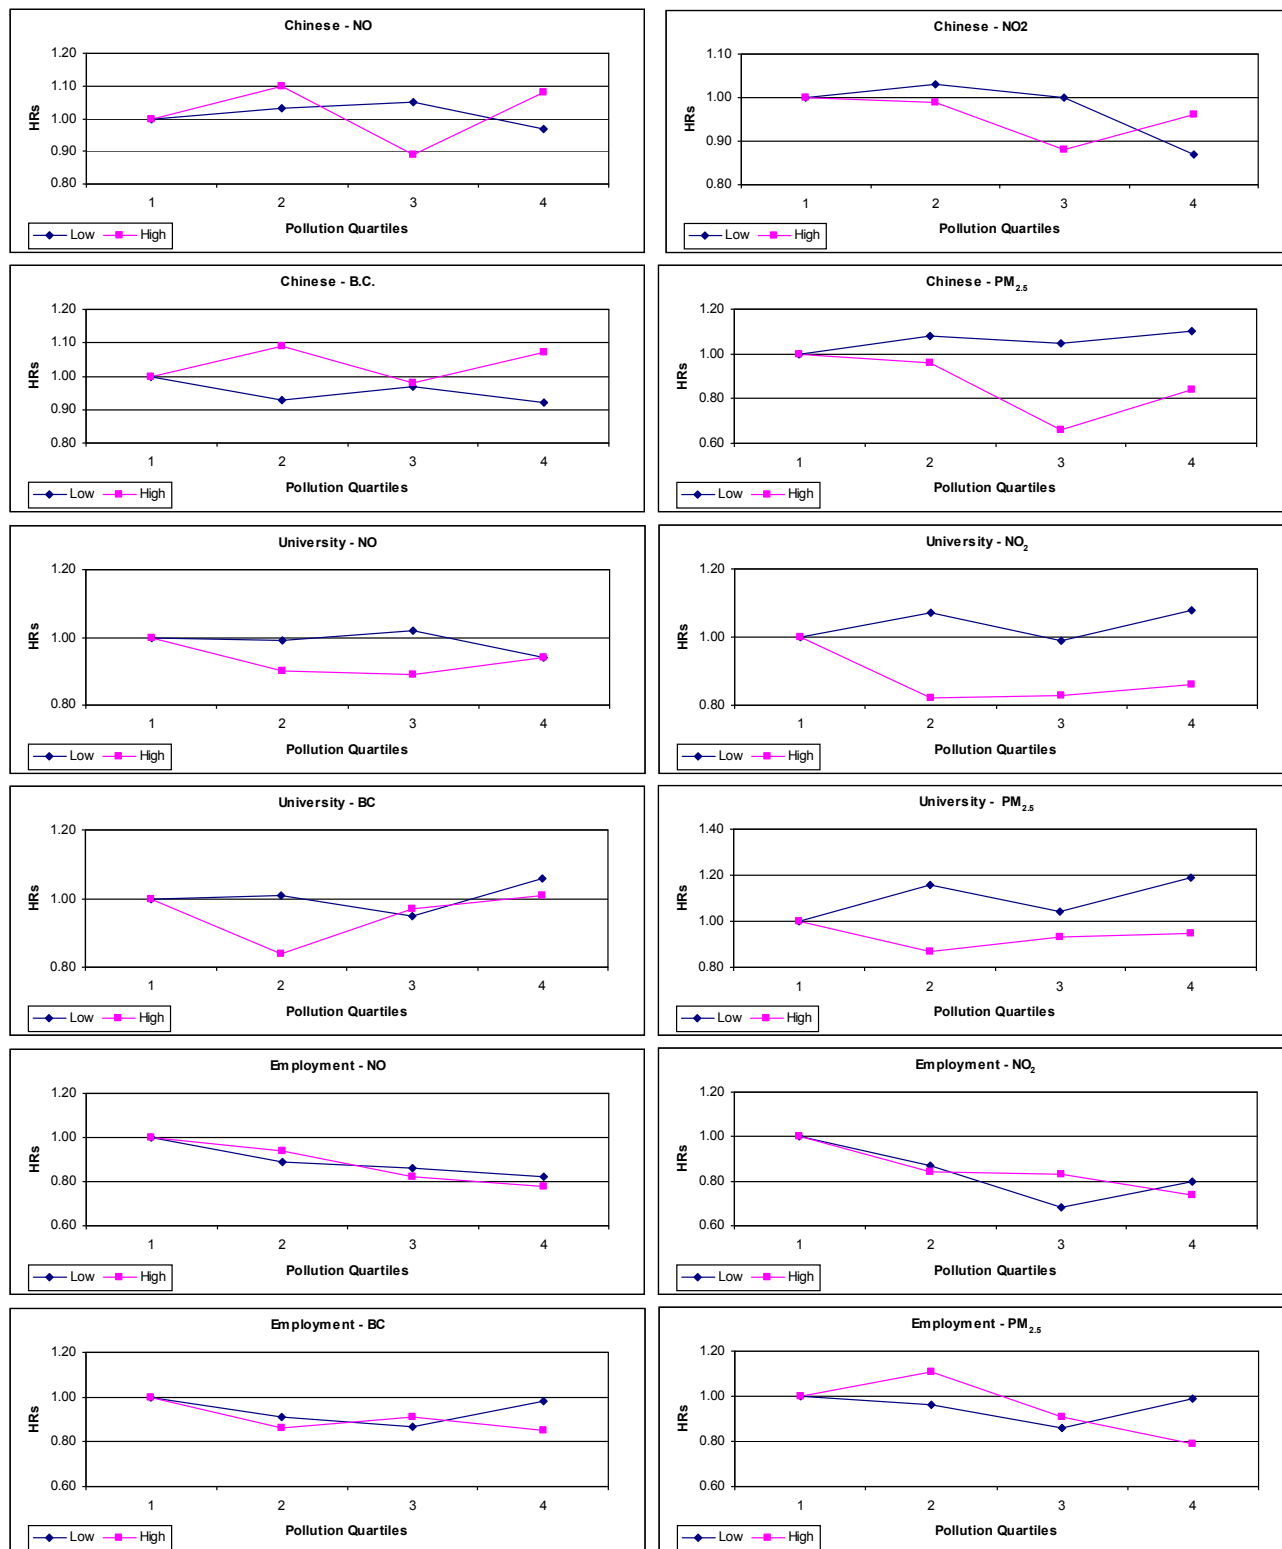 Chinese - NO
1.20
1.10
1.00
0.90
0.80
HRs
1 2 3 4
Pollution Quartiles
Low High
Chinese - NO2
1.10
1.00
0.90
0.80
HRs
1 2 3 4
Pollution Quartiles
Low High
Chinese - B.C.
1.20
1.10
1.00
0.90
0.80
HRs
1 2 3 4
Pollution Quartiles
Low High
Chinese - PM2.5
1.20
1.00
0.80
0.60
HRs
1 2 3 4
Pollution Quartiles
Low High
University - NO
1.20
1.00
0.80
HRs
1 2 3 4
Pollution Quartiles
Low High
University - NO2
1.20
1.00
0.80
HRs
1 2 3 4
Pollution Quartiles
Low High
University - BC
1.20
1.00
0.80
HRs
1 2 3 4
Pollution Quartiles
Low High
University - PM2.5
1.40
1.20
1.00
0.80
HRs
1 2 3 4
Pollution Quartiles
Low High
Employment - NO
1.20
1.00
0.80
0.60
HRs
1 2 3 4
Pollution Quartiles
Low High
Employment - NO2
1.20
1.00
0.80
0.60
HRs
1 2 3 4
Pollution Quartiles
Low High
Employment - BC
1.20
1.00
0.80
0.60
HRs
1 2 3 4
Pollution Quartiles
Low High
Employment - PM2.5
1.20
1.00
0.80
0.60
HRs
1 2 3 4
Pollution Quartiles
Low High